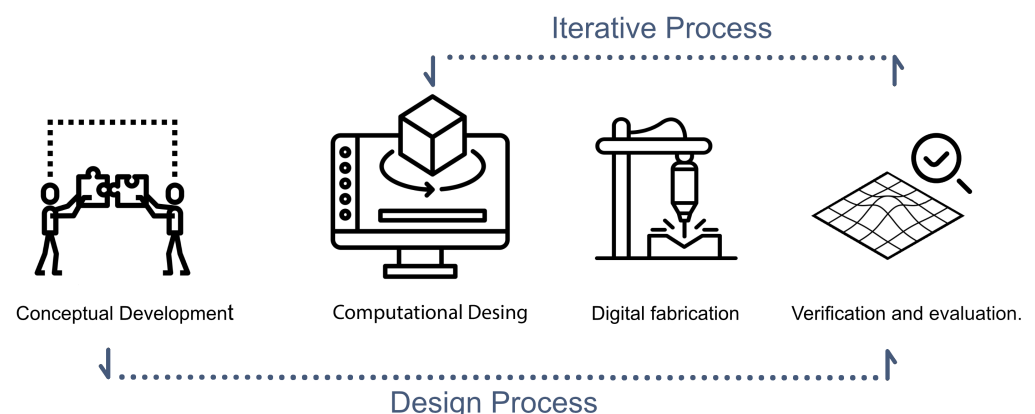 Iterative Process
Conceptual Development
Computational Desing
Digital fabrication
Verification and evaluation.
Design Process